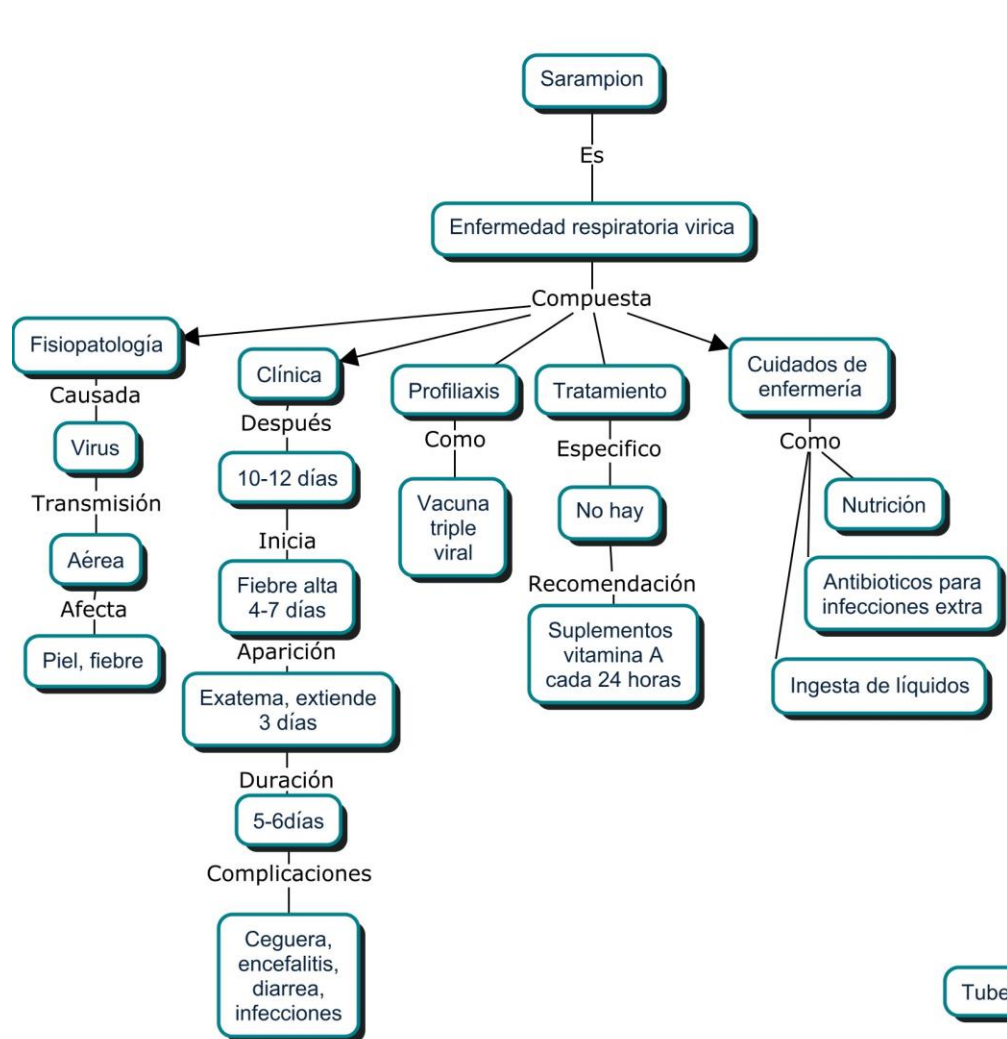 Sarampion
Es
Enfermedad respiratoria virica
Compuesta
Fisiopatología
Causada
Virus
Transmisión
Aérea
Afecta
Piel, fiebre
Clínica
Después
10-12 días
Inicia
Fiebre alta
4-7 días
Aparición
Exatema, extiende
3 días
Duración
5-6días
Complicaciones
Ceguera,
encefalitis,
diarrea,
infecciones
Profiliaxis
Como
Vacuna
triple
viral
Tratamiento
Especifico
No hay
Recomendación
Suplementos
vitamina A
cada 24 horas
Cuidados de
enfermería
Como
Nutrición
Antibioticos para
infecciones extra
Ingesta de líquidos